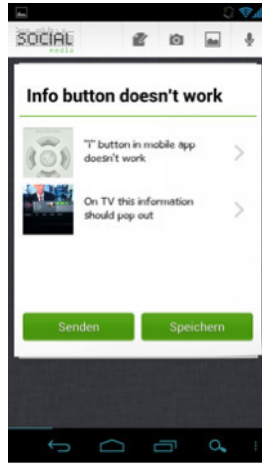 SOCIAL
media
Info button doesn't work
"i" button in mobile app
doesn't work
On TV this information
should pop out
Senden
Speichern